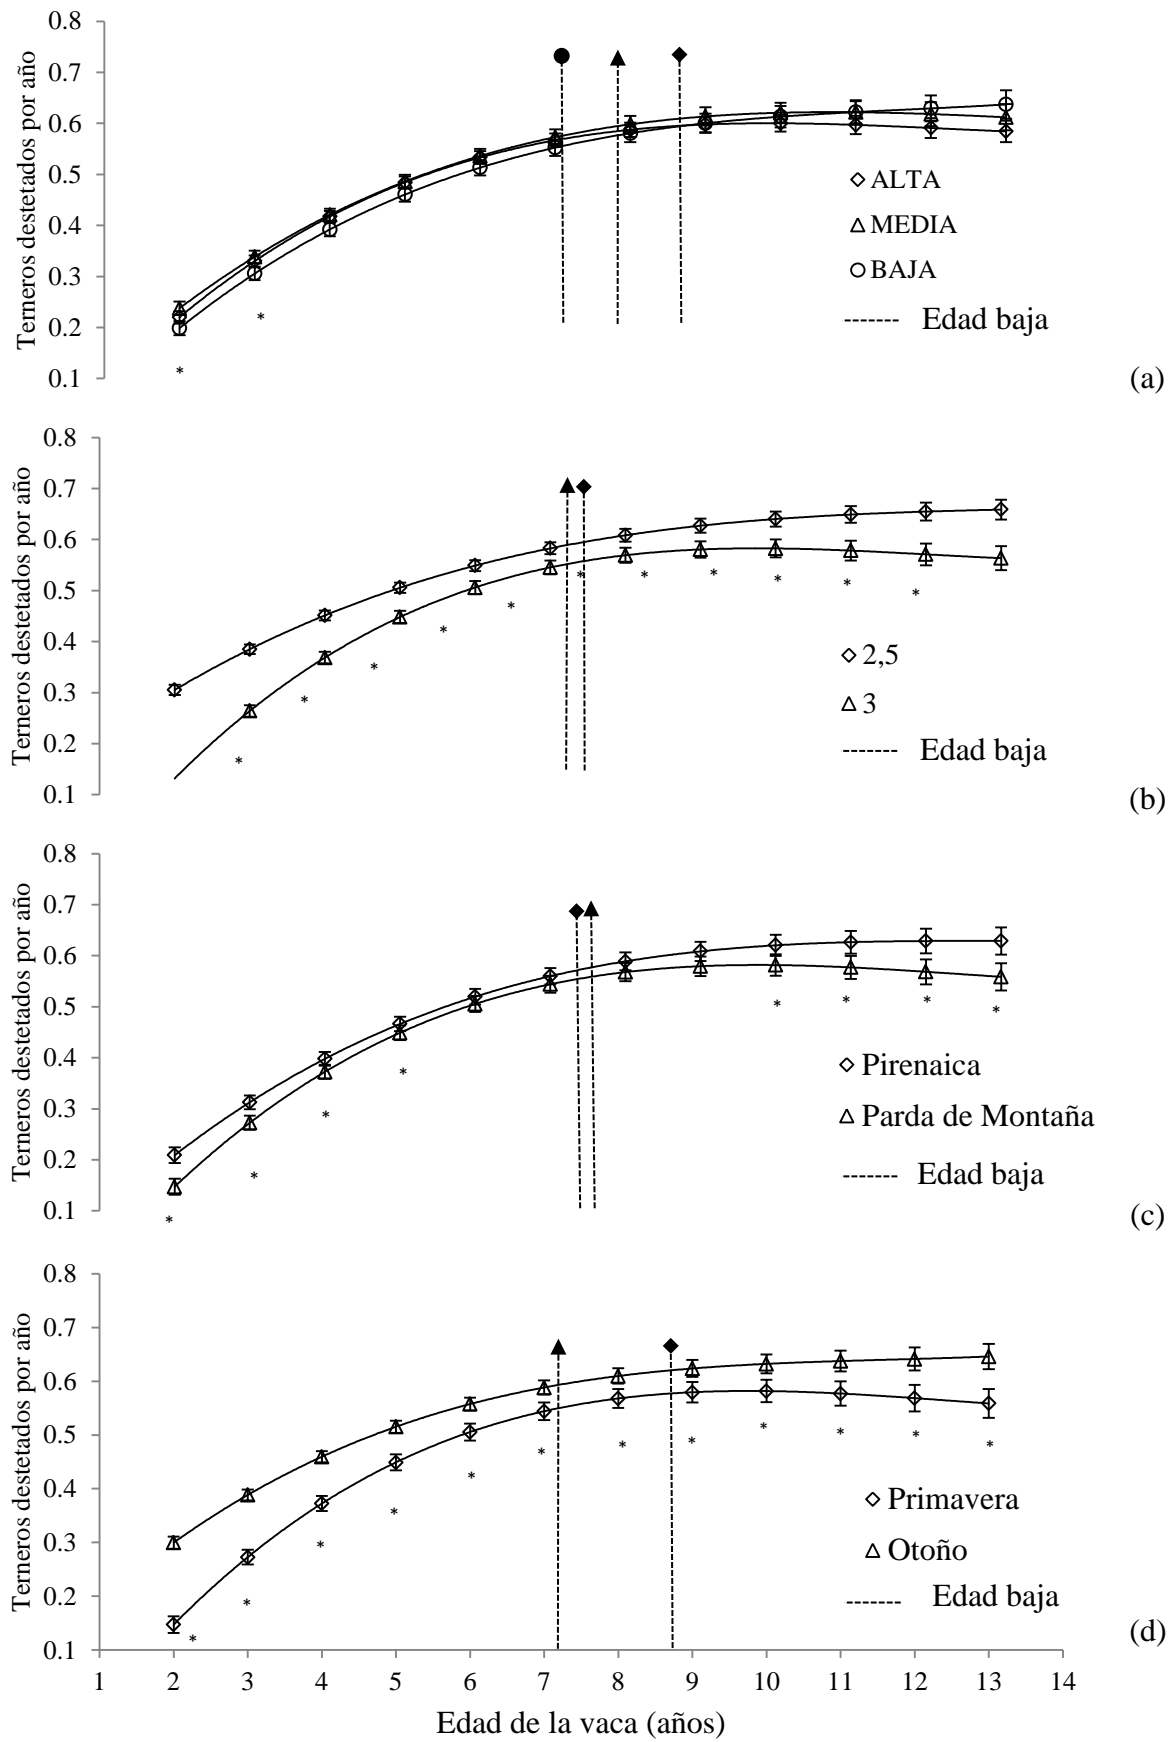 0.8
0.7
0.6
0.5
0.4
0.3
0.2
0.1
Terneros destetados por año
ALTA
MEDIA
BAJA
Edad baja
*
*
(a)
0.8
0.7
0.6
0.5
0.4
0.3
0.2
0.1
Terneros destetados por año
2,5
3
Edad baja
* * * * * * * * * * *
(b)
0.8
0.7
0.6
0.5
0.4
0.3
0.2
0.1
Terneros destetados por año
Pirenaica
Parda de Montaña
Edad baja
* * * * * * * *
(c)
0.8
0.7
0.6
0.5
0.4
0.3
0.2
0.1
Terneros destetados por año
Primavera
Otoño
Edad baja
* * * * * * * * * * * *
(d)
1 2 3 4 5 6 7 8 9 10 11 12 13 14
Edad de la vaca (años)